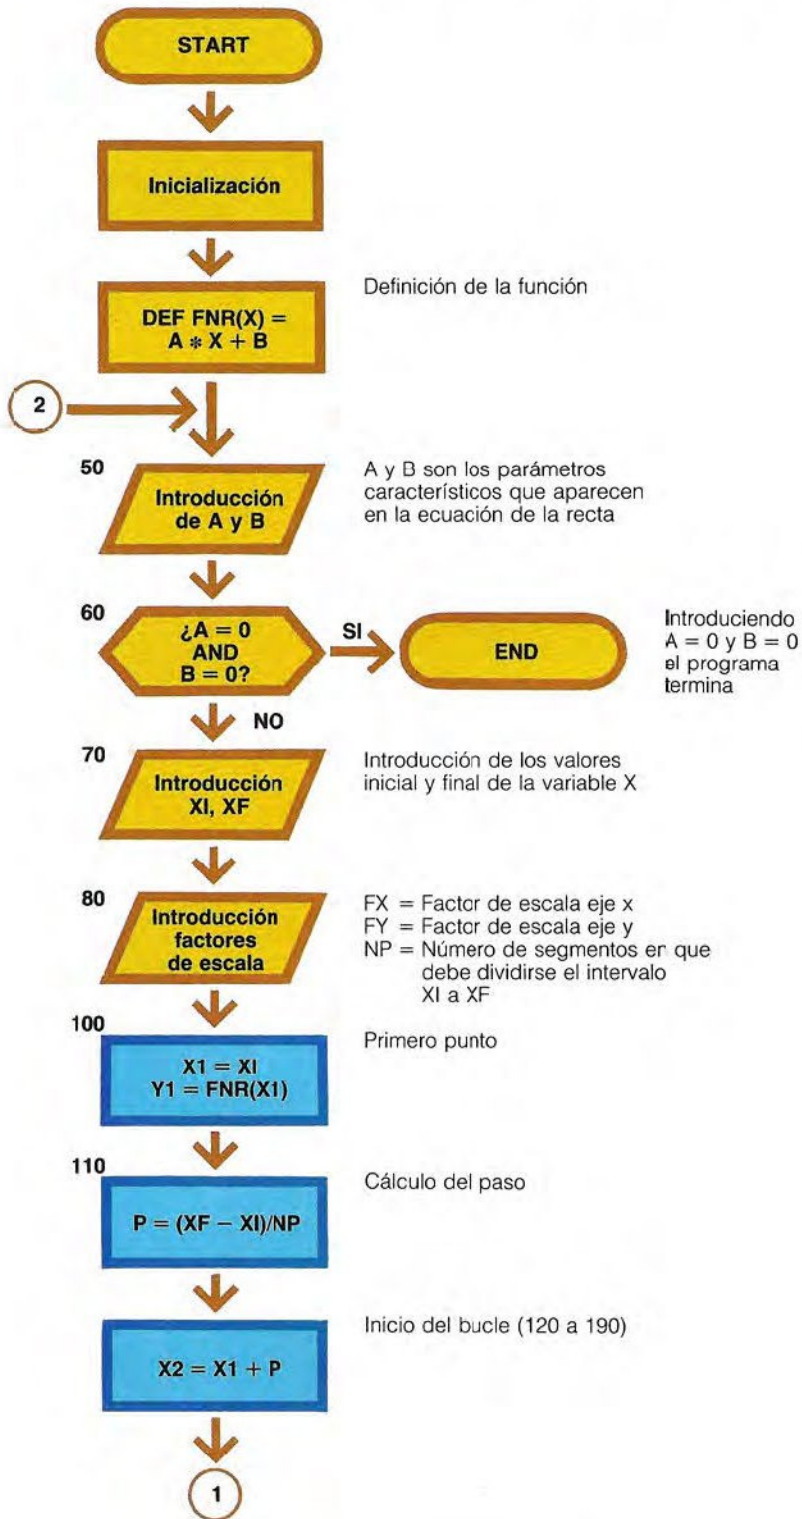 START
Inicialización
DEF FNR(X) =
A * X + B
Definición de la función
2
50
Introducción
de A y B
A y B son los parámetros
característicos que aparecen
en la ecuación de la recta
60
¿A = 0
AND
B = 0?
SI
END
Introduciendo
A = 0 y B = 0
el programa
termina
NO
70
Introducción
XI, XF
Introducción de los valores
inicial y final de la variable X
80
Introducción
factores
de escala
FX = Factor de escala eje x
FY = Factor de escala eje y
NP = Número de segmentos en que
debe dividirse el intervalo
XI a XF
100
X1 = XI
Y1 = FNR(X1)
Primero punto
110
P = (XF − XI)/NP
Cálculo del paso
X2 = X1 + P
Inicio del bucle (120 a 190)
1